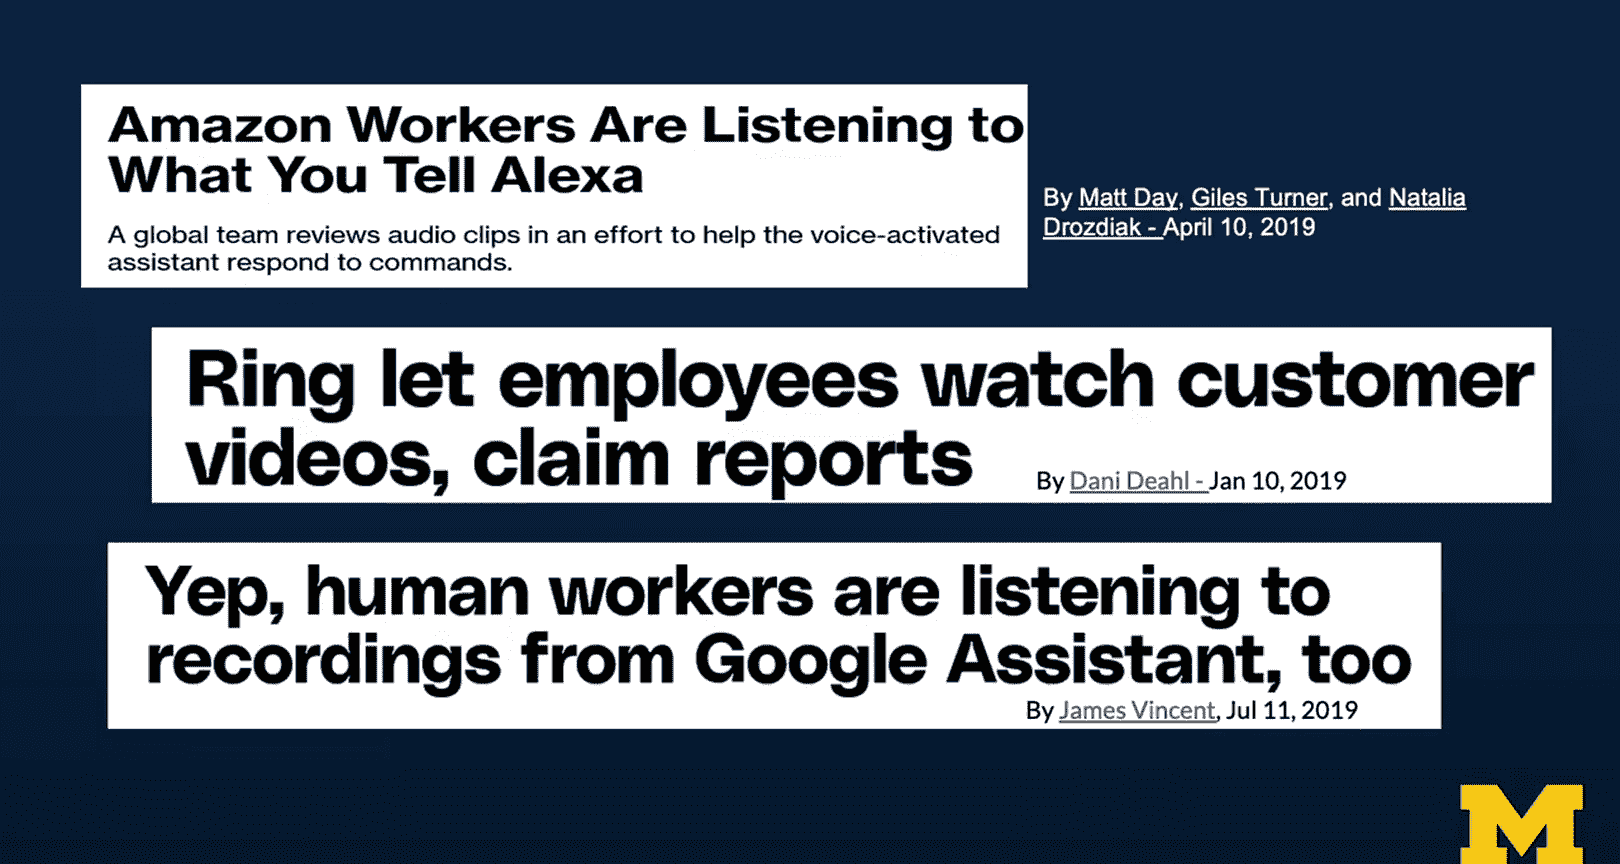 Amazon Workers Are Listening to
What You Tell Alexa
A global team reviews audio clips in an effort to help the voice-activated
assistant respond to commands.
By Matt Day, Giles Turner, and Natalia
Drozdiak - April 10, 2019
Ring let employees watch customer
videos, claim reports
By Dani Deahl - Jan 10, 2019
Yep, human workers are listening to
recordings from Google Assistant, too
By James Vincent, Jul 11, 2019
M